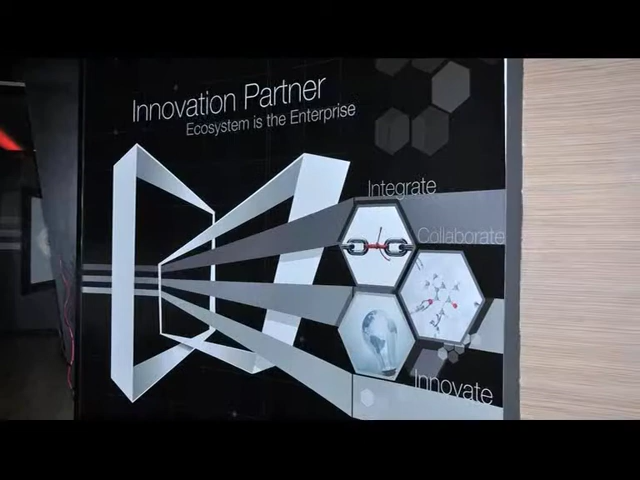 Innovation Partner
Ecosystem is the Enterprise
Integrate
Collaborate
Innovate